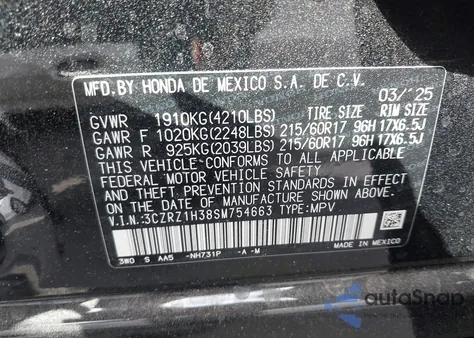 MFD.BY HONDA DE MEXICO S.A. DE C.V.
03/'25
GVWR 1910KG(4210LBS) TIRE SIZE RIM SIZE
GAWR F 1020KG(2248LBS) 215/60R17 96H 17X6.5J
GAWR R 925KG(2039LBS) 215/60R17 96H 17X6.5J
THIS VEHICLE CONFORMS TO ALL APPLICABLE
FEDERAL MOTOR VEHICLE SAFETY
AND THEFT PREVENTION STANDARDS IN EFFECT
ON THE DATE OF MANUFACTURE SHOWN ABOVE.
V.I.N.:3CZRZ1H38SM754663 TYPE:MPV
3W0 S AA5 -NH731P -A -M
MADE IN MEXICO
autoSnap